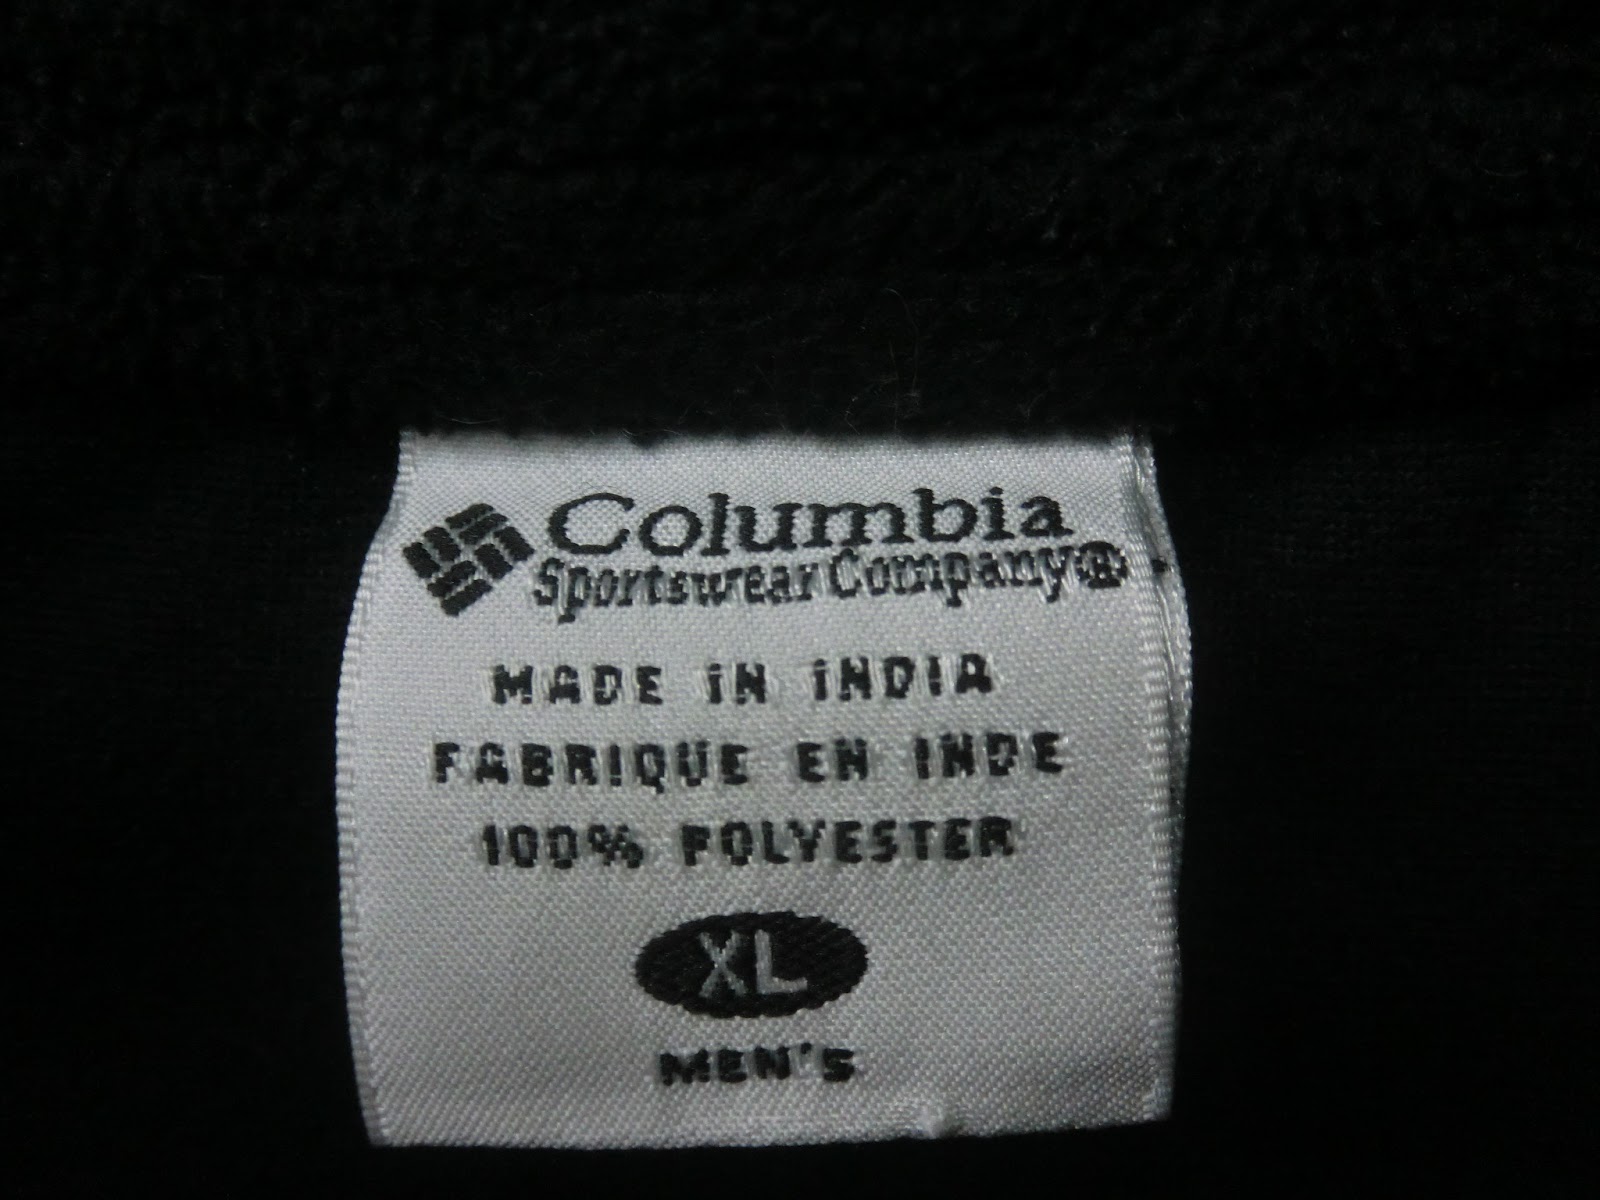 Columbia
Sportswear Company®
MADE IN INDIA
FABRIQUE EN INDE
100% POLYESTER
XL
MEN'S